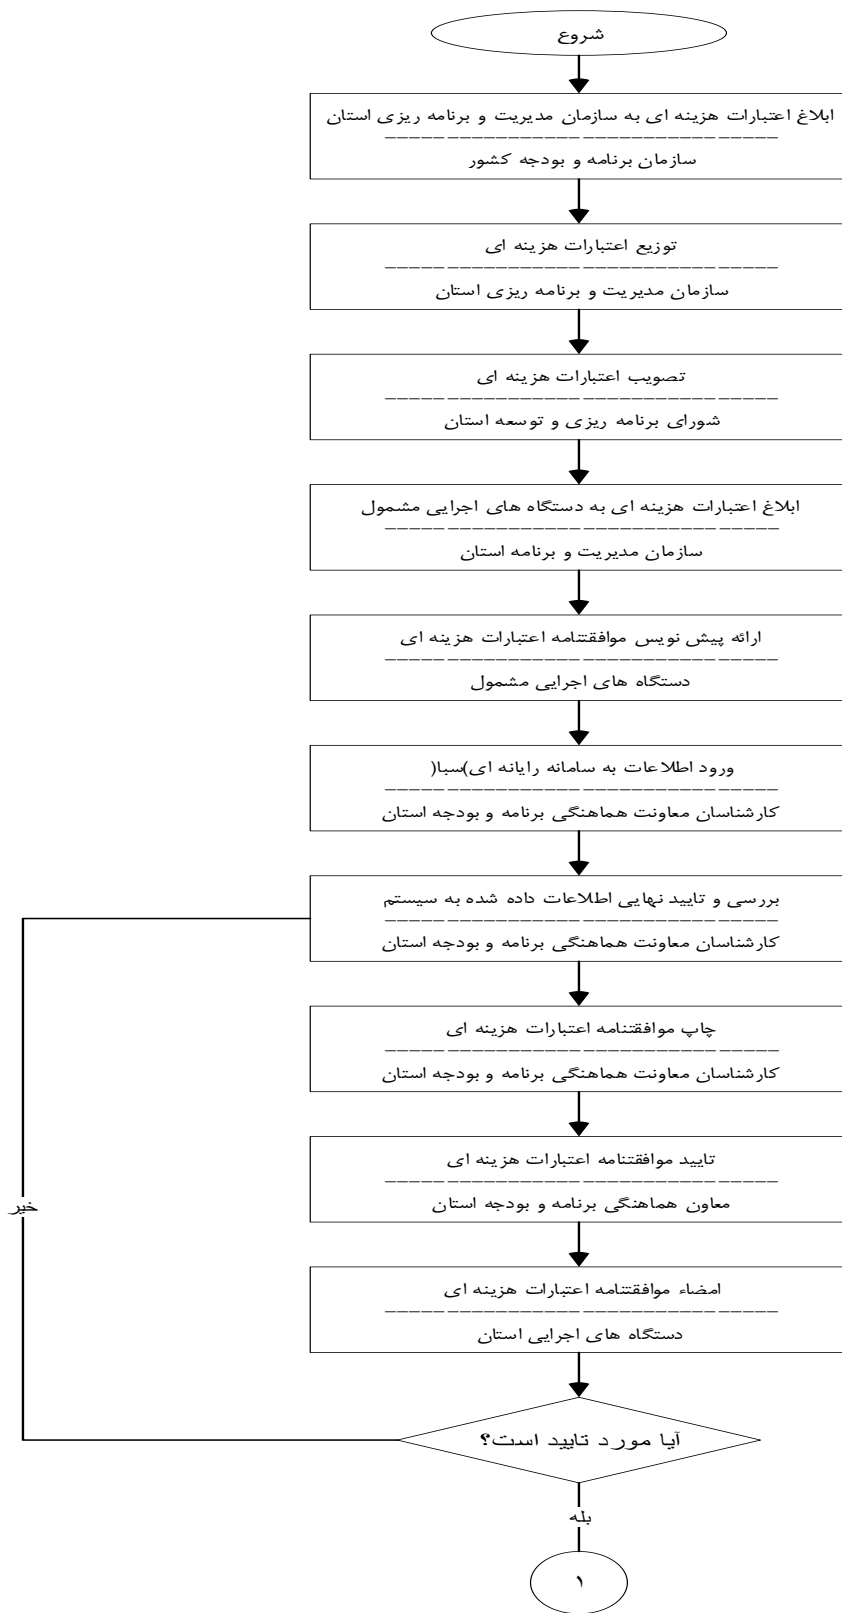 شروع
ابلاغ اعتبارات هزینه ای به سازمان مدیریت و برنامه ریزی استان
سازمان برنامه و بودجه کشور
توزیع اعتبارات هزینه ای
سازمان مدیریت و برنامه ریزی استان
تصویب اعتبارات هزینه ای
شورای برنامه ریزی و توسعه استان
ابلاغ اعتبارات هزینه ای به دستگاه های اجرایی مشمول
سازمان مدیریت و برنامه استان
ارائه پیش نویس موافقتنامه اعتبارات هزینه ای
دستگاه های اجرایی مشمول
ورود اطلاعات به سامانه رایانه ای(سبا)
کارشناسان معاونت هماهنگی برنامه و بودجه استان
بررسی و تایید نهایی اطلاعات داده شده به سیستم
کارشناسان معاونت هماهنگی برنامه و بودجه استان
چاپ موافقتنامه اعتبارات هزینه ای
کارشناسان معاونت هماهنگی برنامه و بودجه استان
تایید موافقتنامه اعتبارات هزینه ای
معاون هماهنگی برنامه و بودجه استان
خیر
امضاء موافقتنامه اعتبارات هزینه ای
دستگاه های اجرایی استان
آیا مورد تایید است؟
بله
۱